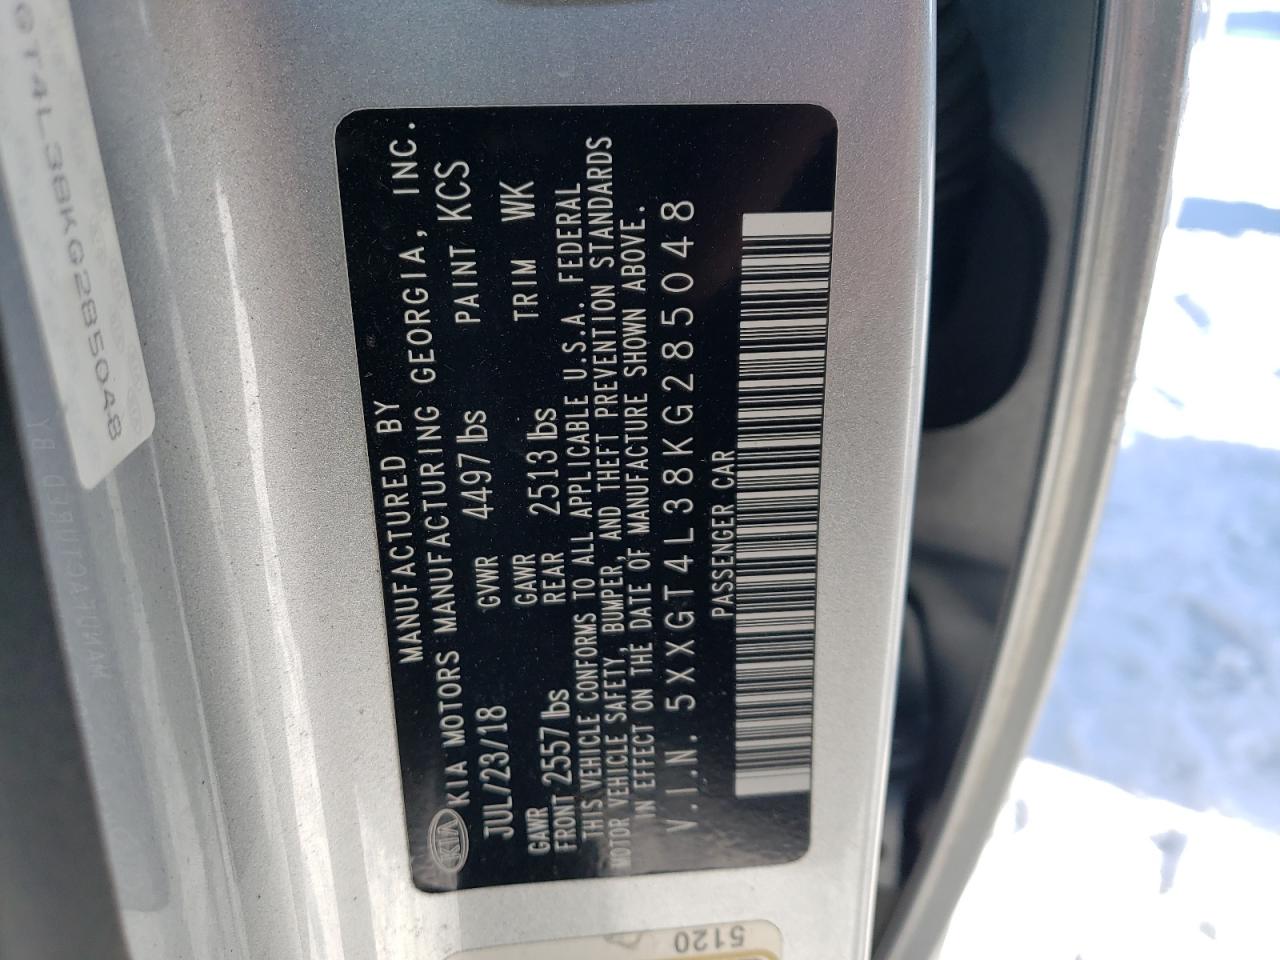 MANUFACTURED BY
KIA KIA MOTORS MANUFACTURING GEORGIA, INC.
JUL/23/18 GVWR 4497 lbs PAINT KCS
GAWR FRONT 2557 lbs GAWR REAR 2513 lbs TRIM WK
THIS VEHICLE CONFORMS TO ALL APPLICABLE U.S.A. FEDERAL
MOTOR VEHICLE SAFETY, BUMPER, AND THEFT PREVENTION STANDARDS
IN EFFECT ON THE DATE OF MANUFACTURE SHOWN ABOVE.
V.I.N. 5XXGT4L38KG285048
PASSENGER CAR
GT4L38KG285048
5120